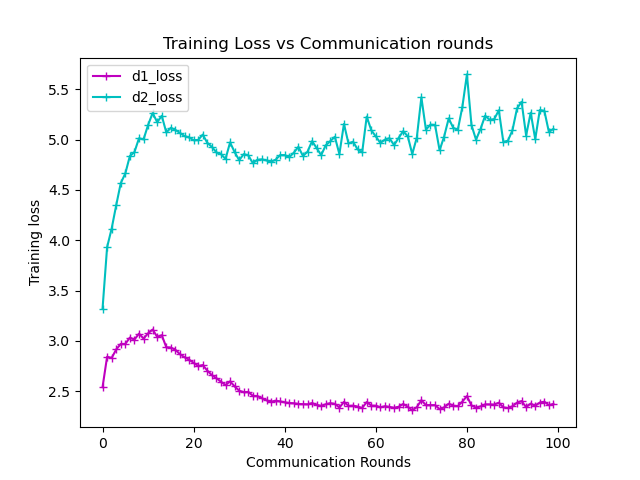 Training Loss vs Communication rounds
d1_loss
d2_loss
5.5
5.0
4.5
4.0
3.5
3.0
2.5
Training loss
0 20 40 60 80 100
Communication Rounds